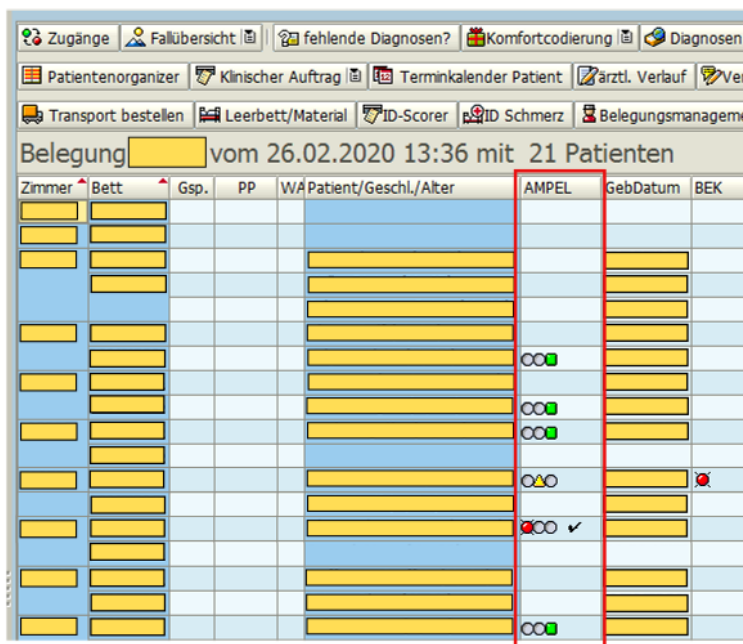 Zugänge Fallübersicht fehlende Diagnosen? Komfortcodierung Diagnosen
Patientenorganizer Klinischer Auftrag Terminkalender Patient ärztl. Verlauf Ver
Transport bestellen Leerbett/Material ID-Scorer ID Schmerz Belegungsmanageme
Belegung vom 26.02.2020 13:36 mit 21 Patienten
Zimmer Bett Gsp. PP WA Patient/Geschl./Alter AMPEL GebDatum BEK